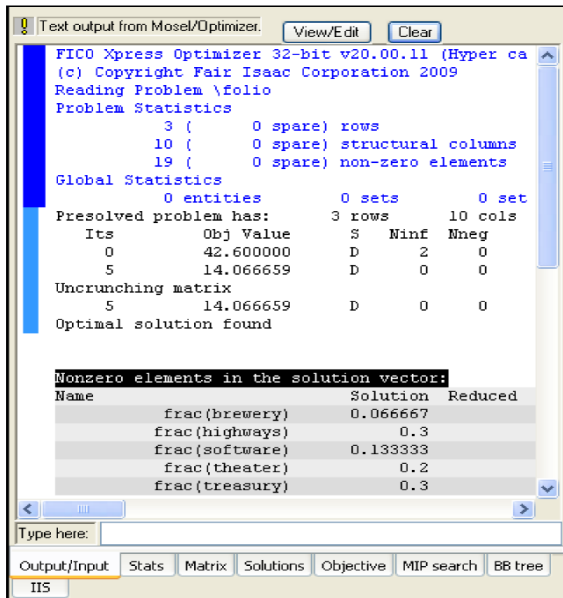 Text output from Mosel/Optimizer. View/Edit Clear
FICO Xpress Optimizer 32-bit v20.00.11 (Hyper ca
(c) Copyright Fair Isaac Corporation 2009
Reading Problem \folio
Problem Statistics
3 ( 0 spare) rows
10 ( 0 spare) structural columns
19 ( 0 spare) non-zero elements
Global Statistics
0 entities 0 sets 0 set
Presolved problem has: 3 rows 10 cols
Its Obj Value S Ninf Nneg
0 42.600000 D 2 0
5 14.066659 D 0 0
Uncrunching matrix
5 14.066659 D 0 0
Optimal solution found
Nonzero elements in the solution vector:
Name Solution Reduced
frac(brewery) 0.066667
frac(highways) 0.3
frac(software) 0.133333
frac(theater) 0.2
frac(treasury) 0.3
Type here:
Output/Input Stats Matrix Solutions Objective MIP search BB tree
IIS